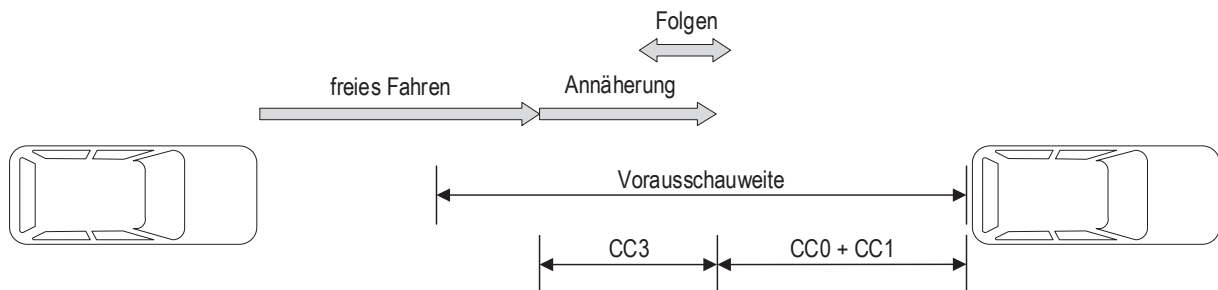 Folgen
freies Fahren
Annäherung
Vorausschauweite
CC3
CC0 + CC1